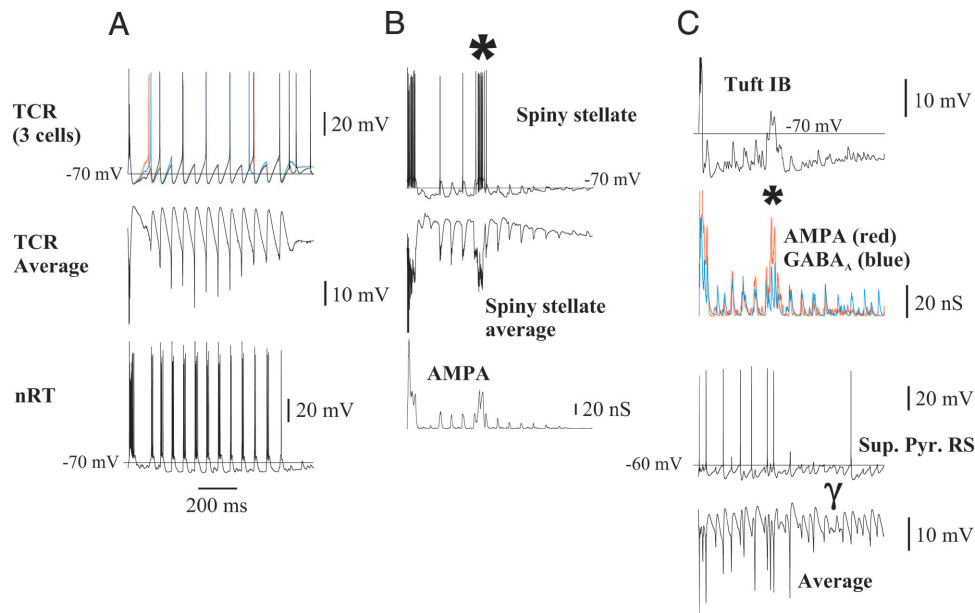 A
TCR
(3 cells)
20 mV
-70 mV
TCR
Average
10 mV
nRT
20 mV
-70 mV
200 ms
B
*
Spiny stellate
-70 mV
Spiny stellate
average
AMPA
20 nS
C
Tuft IB
10 mV
-70 mV
*
AMPA (red)
GABAA (blue)
20 nS
20 mV
Sup. Pyr. RS
-60 mV
γ
10 mV
Average